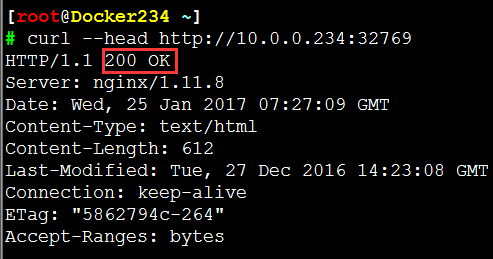 [root@Docker234 ~]
# curl --head http://10.0.0.234:32769
HTTP/1.1 200 OK
Server: nginx/1.11.8
Date: Wed, 25 Jan 2017 07:27:09 GMT
Content-Type: text/html
Content-Length: 612
Last-Modified: Tue, 27 Dec 2016 14:23:08 GMT
Connection: keep-alive
ETag: "5862794c-264"
Accept-Ranges: bytes